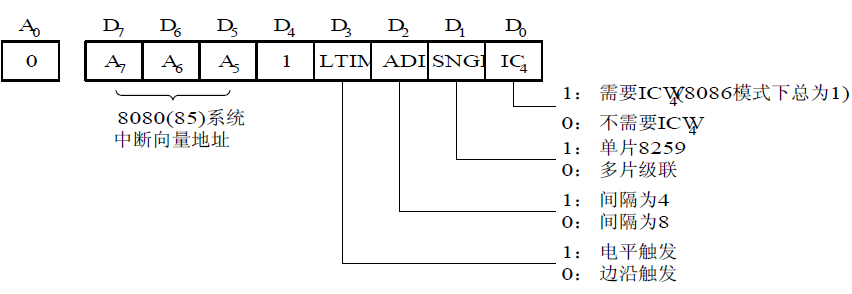 A0 D7 D6 D5 D4 D3 D2 D1 D0
0 A7 A6 A5 1 LTIM ADI SNGL IC4
8080(85)系统
中断向量地址
1： 需要ICW4(8086模式下总为1)
0： 不需要ICW4
1： 单片8259
0： 多片级联
1： 间隔为4
0： 间隔为8
1： 电平触发
0： 边沿触发